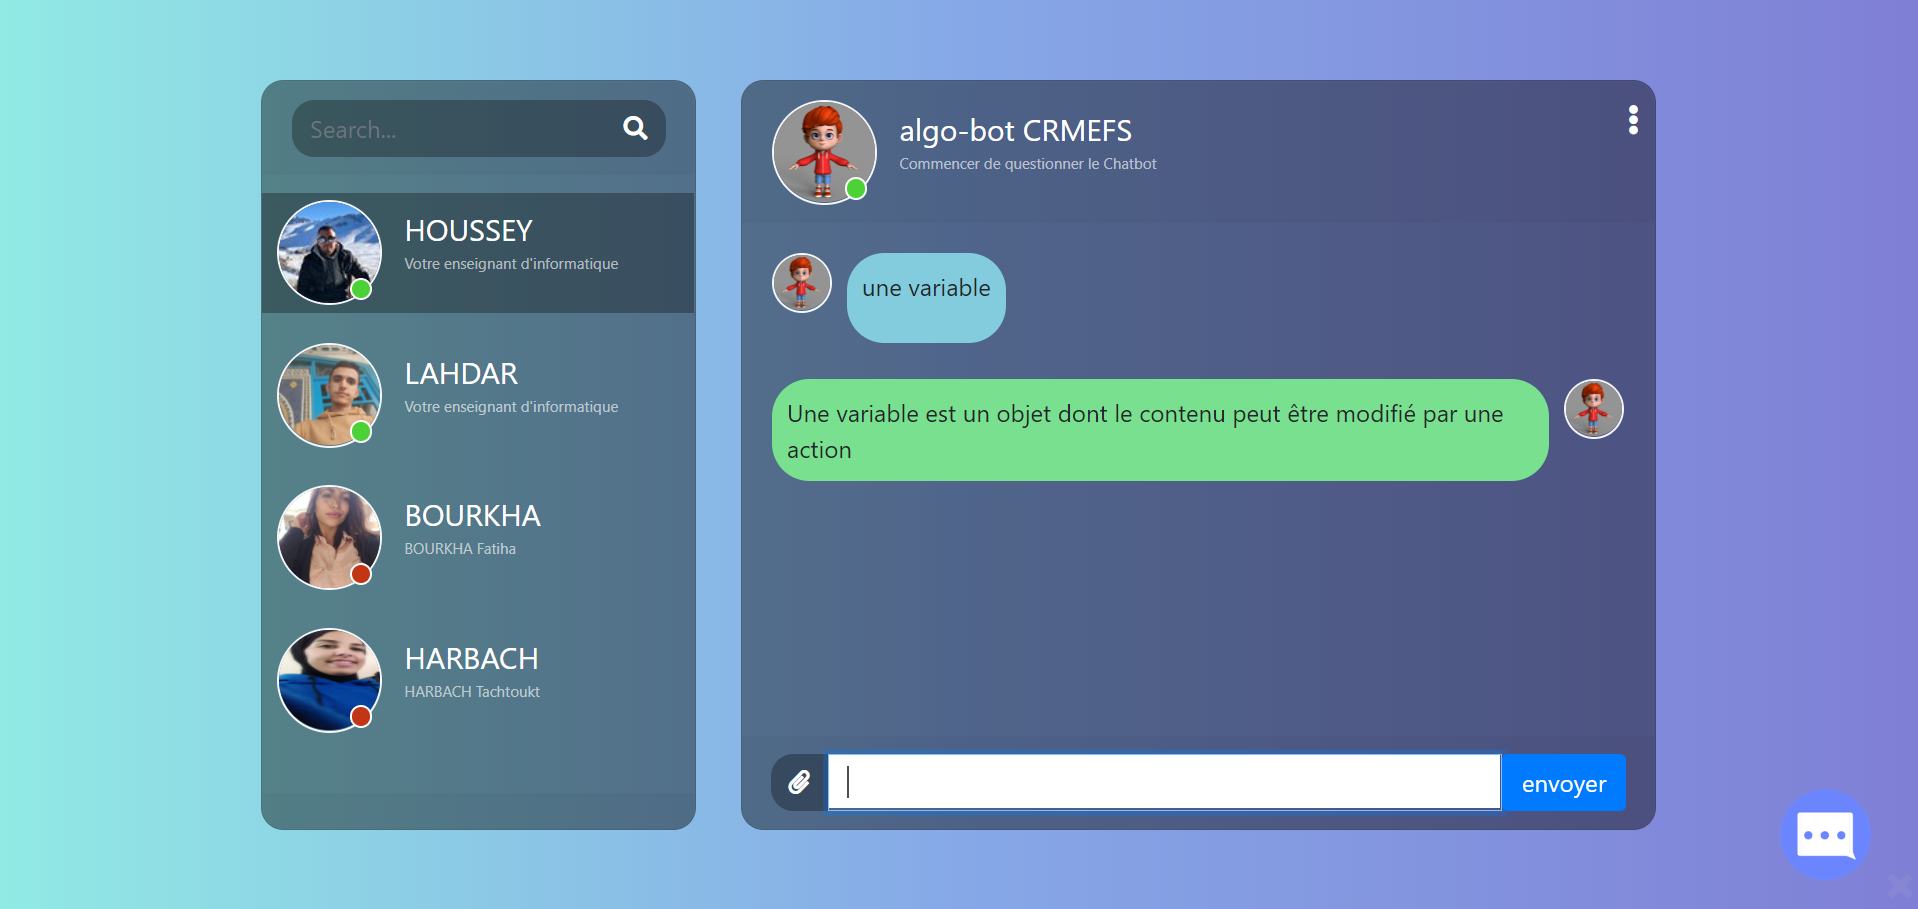 Search...
HOUSSEY
Votre enseignant d'informatique
LAHDAR
Votre enseignant d'informatique
BOURKHA
BOURKHA Fatiha
HARBACH
HARBACH Tachtoukt
algo-bot CRMEFS
Commencer de questionner le Chatbot
une variable
Une variable est un objet dont le contenu peut être modifié par une
action
envoyer